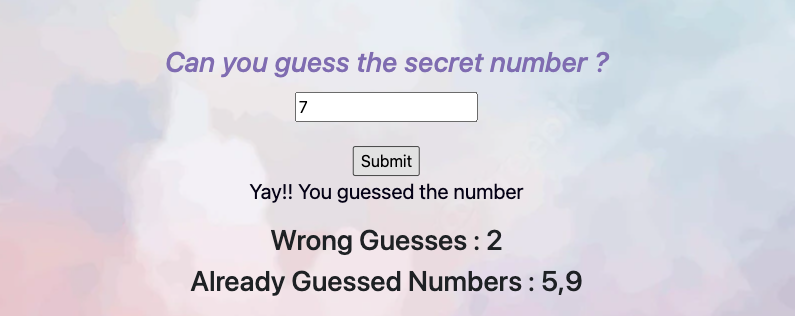 Can you guess the secret number ?
7
Submit
Yay!! You guessed the number
Wrong Guesses : 2
Already Guessed Numbers : 5,9